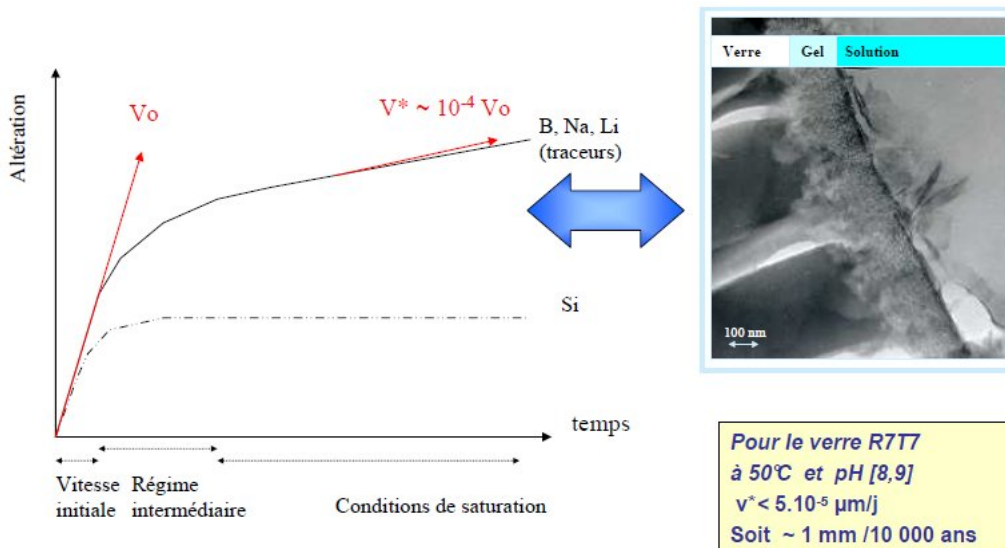 Altération
Vo
V* ~ 10⁻⁴ Vo
B, Na, Li
(traceurs)
Si
temps
Vitesse
initiale
Régime
intermédiaire
Conditions de saturation
Verre
Gel
Solution
100 nm
Pour le verre R7T7
à 50°C et pH [8,9]
v*< 5.10⁻⁵ µm/j
Soit ~ 1 mm /10 000 ans